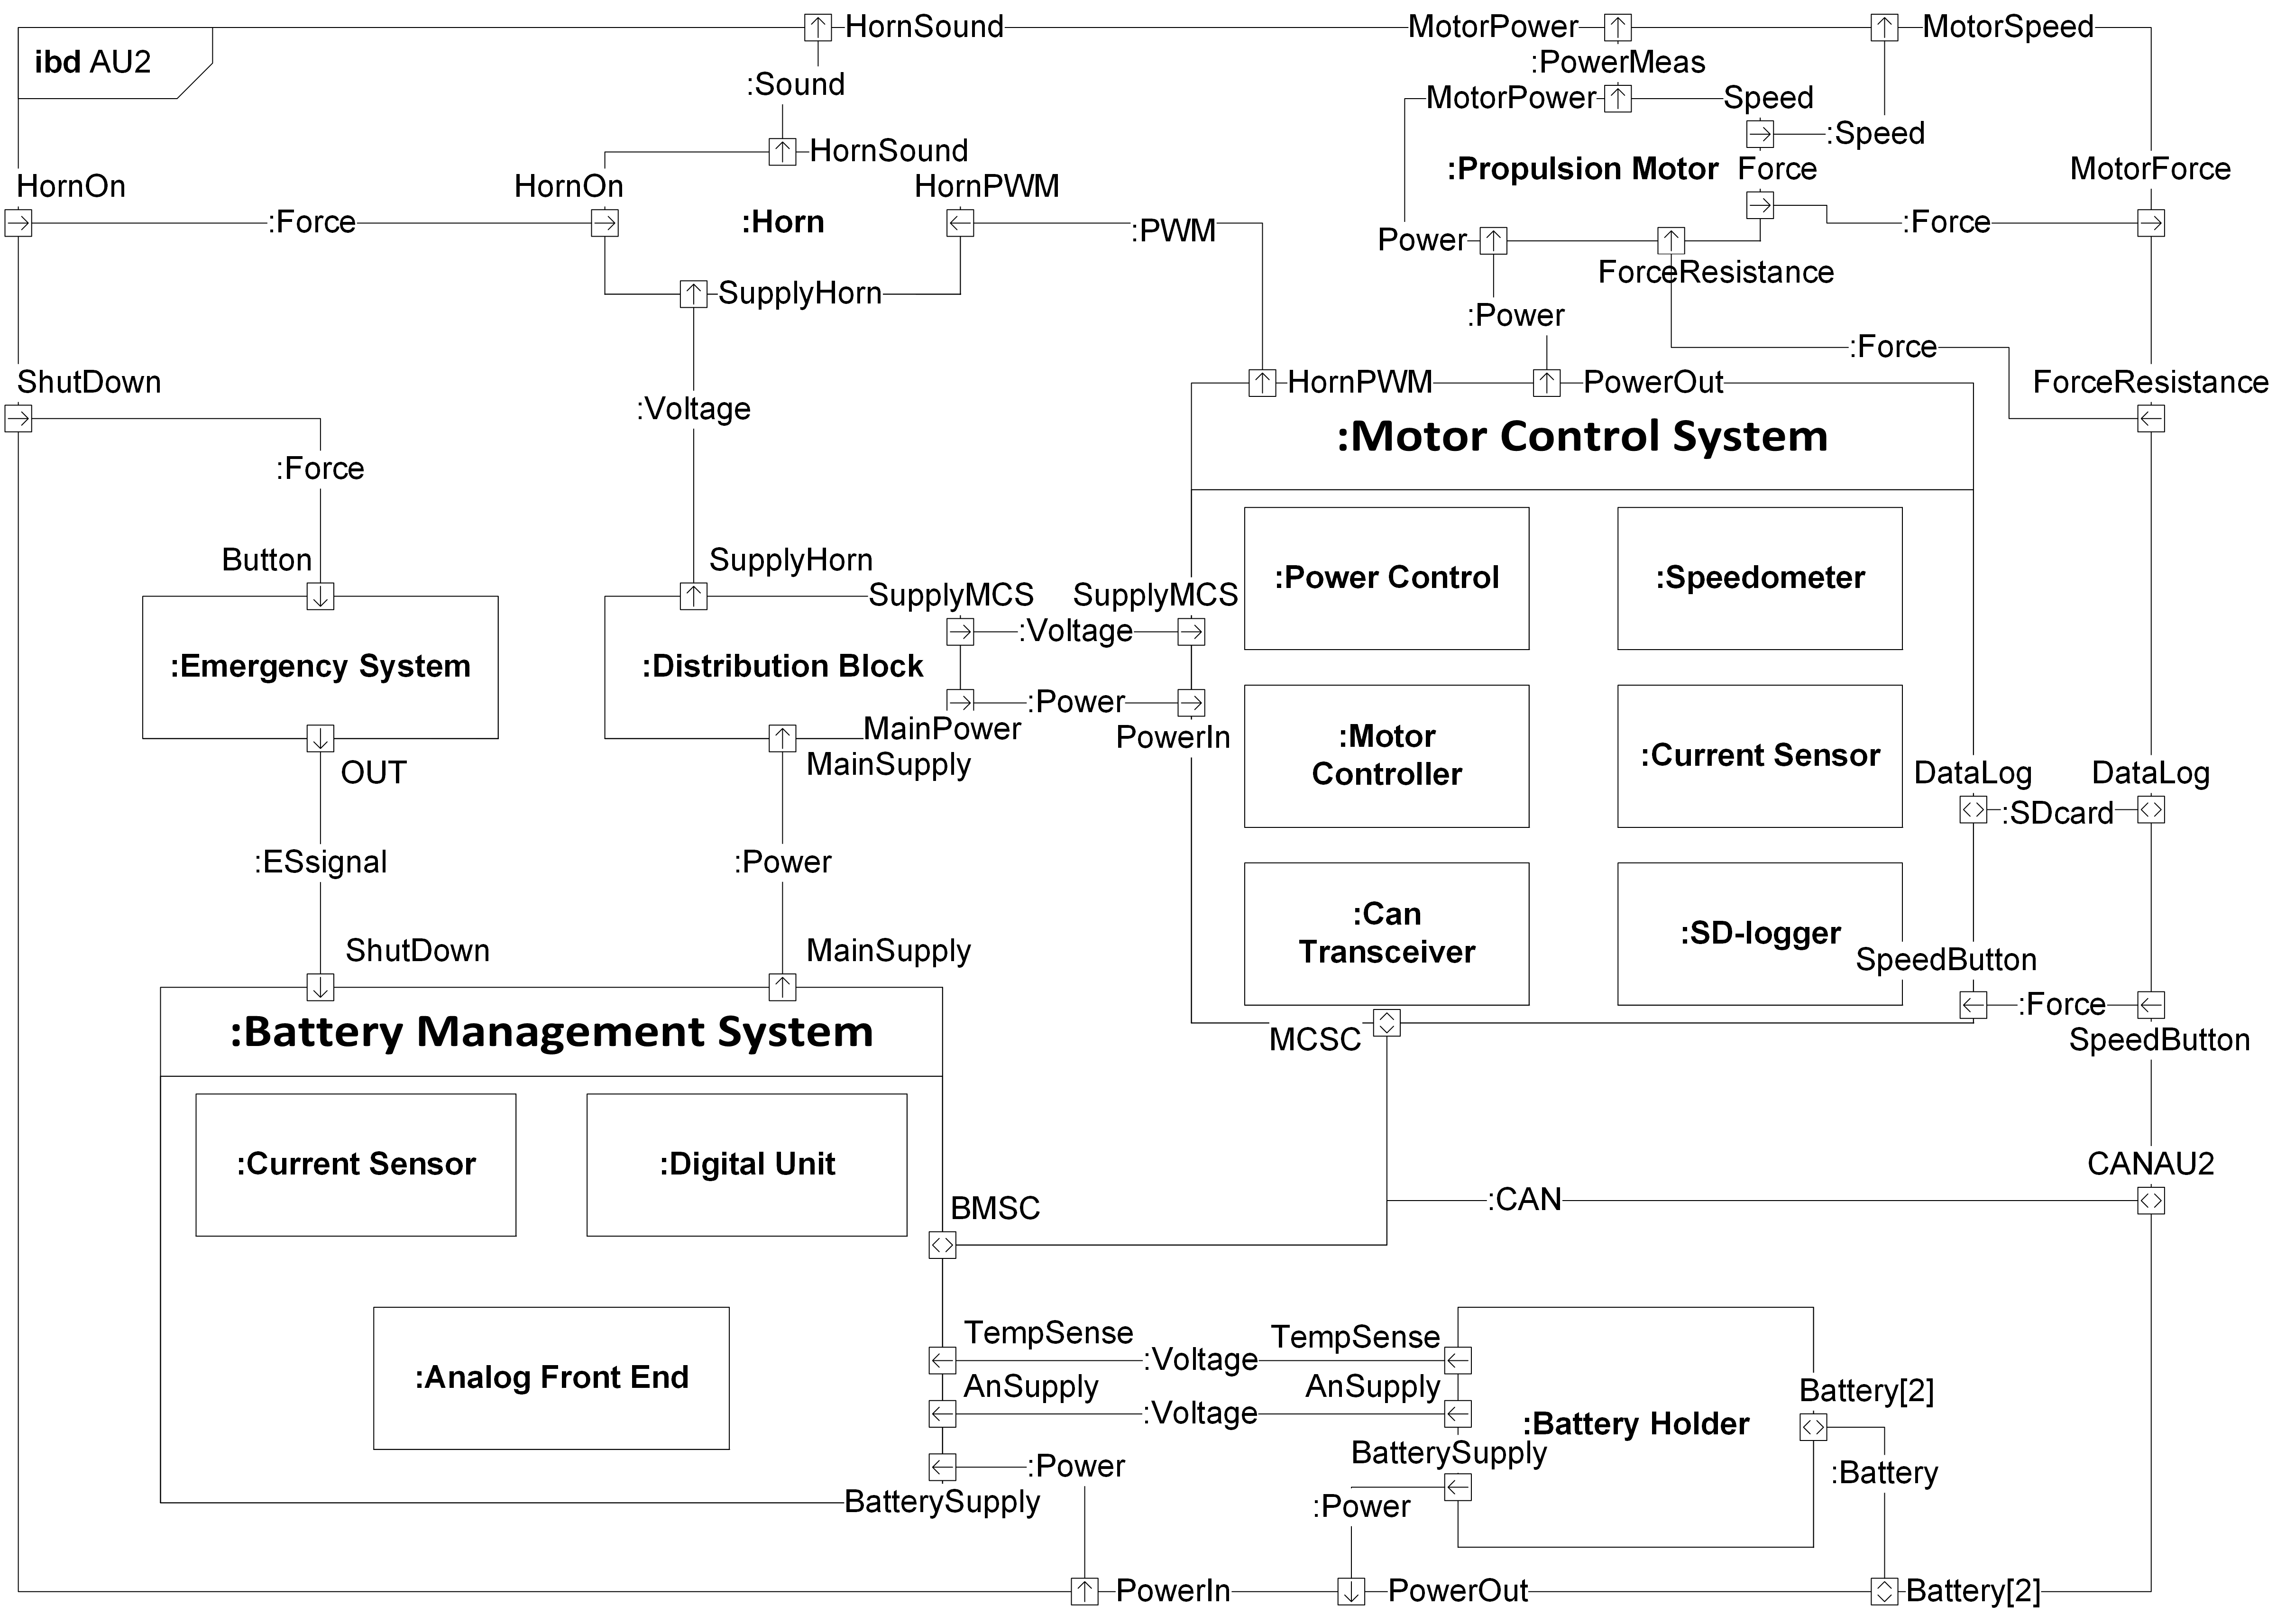 HornSound
MotorPower
MotorSpeed
ibd AU2
:Sound
:PowerMeas
MotorPower
Speed
:Speed
HornSound
:Propulsion Motor
Force
MotorForce
HornOn
HornOn
HornPWM
:Force
:Horn
:PWM
:Force
Power
ForceResistance
SupplyHorn
:Power
:Force
ShutDown
HornPWM
PowerOut
ForceResistance
:Voltage
:Motor Control System
:Force
Button
SupplyHorn
SupplyMCS
SupplyMCS
:Power Control
:Speedometer
:Voltage
:Emergency System
:Distribution Block
:Power
MainPower
PowerIn
:Motor
Controller
:Current Sensor
OUT
MainSupply
DataLog
DataLog
:SDcard
:ESsignal
:Power
:Can
Transceiver
:SD-logger
ShutDown
MainSupply
SpeedButton
:Force
:Battery Management System
MCSC
SpeedButton
:Current Sensor
:Digital Unit
CANAU2
BMSC
:CAN
TempSense
TempSense
:Voltage
:Analog Front End
AnSupply
AnSupply
Battery[2]
:Voltage
:Battery Holder
BatterySupply
:Power
:Battery
BatterySupply
:Power
PowerIn
PowerOut
Battery[2]